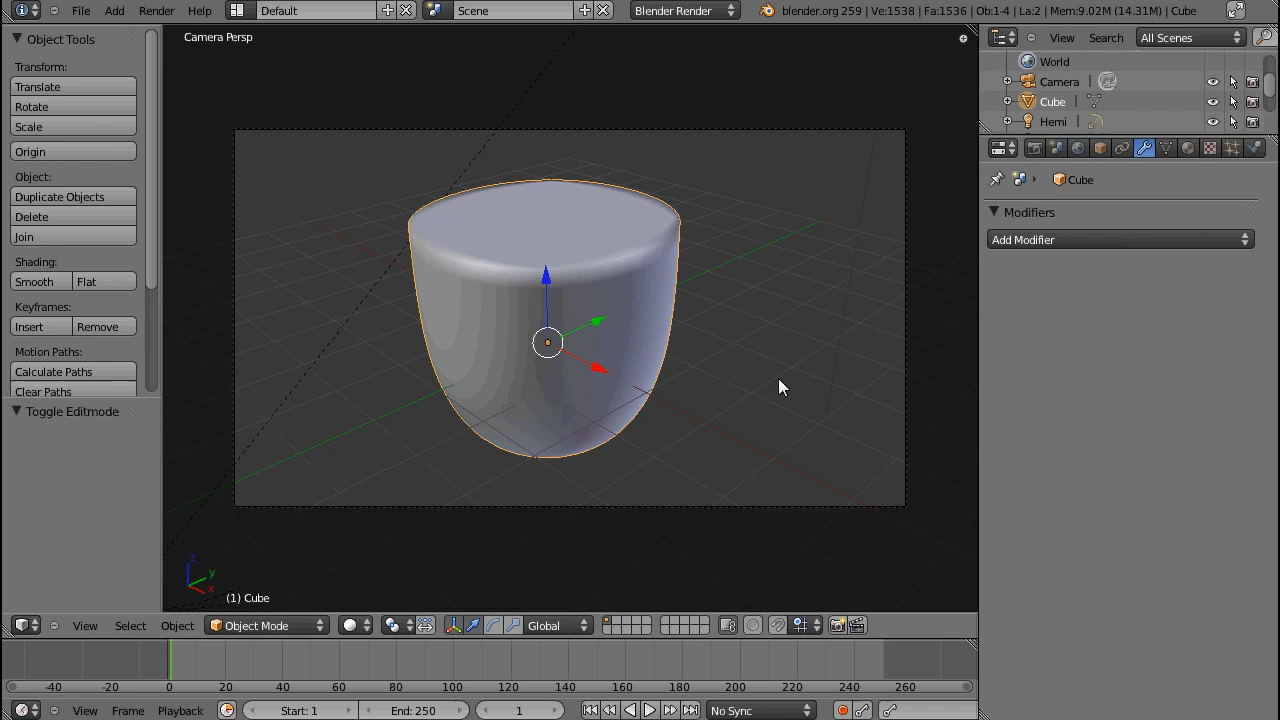 File Add Render Help Default Scene Blender Render blender.org 259 | Ve:1538 | Fa:1536 | Ob:1-4 | La:2 | Mem:9.02M (14.31M) | Cube
Object Tools
Transform:
Translate
Rotate
Scale
Origin
Object:
Duplicate Objects
Delete
Join
Shading:
Smooth Flat
Keyframes:
Insert Remove
Motion Paths:
Calculate Paths
Clear Paths
Toggle Editmode
Camera Persp
z
y
x
(1) Cube
View Search All Scenes
World
Camera
Cube
Hemi
Cube
Modifiers
Add Modifier
View Select Object Object Mode Global
-40 -20 0 20 40 60 80 100 120 140 160 180 200 220 240 260
View Frame Playback Start: 1 End: 250 1 No Sync